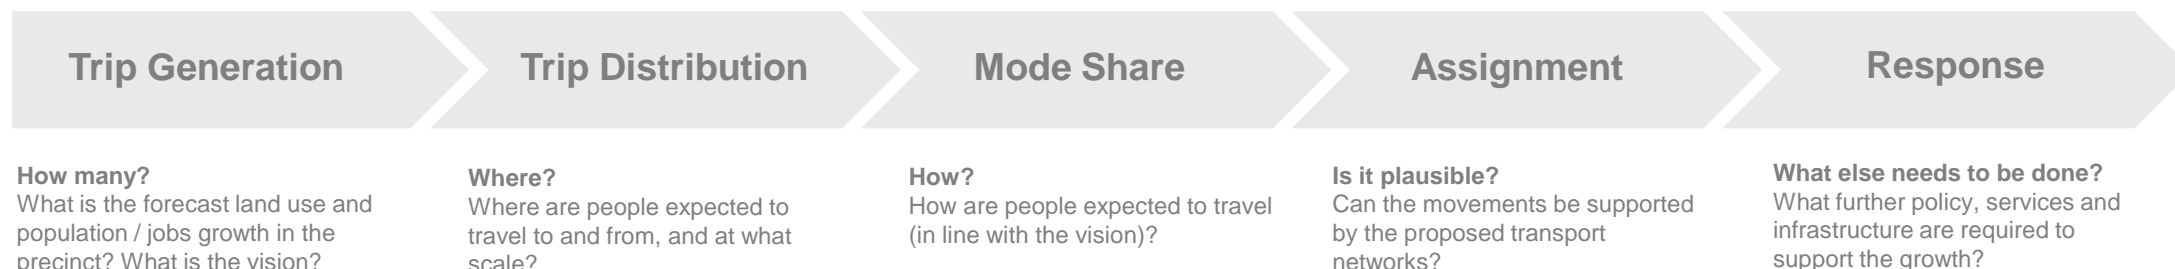 Trip Generation
Trip Distribution
Mode Share
Assignment
Response
How many?
What is the forecast land use and
population / jobs growth in the
precinct? What is the vision?
Where?
Where are people expected to
travel to and from, and at what
scale?
How?
How are people expected to travel
(in line with the vision)?
Is it plausible?
Can the movements be supported
by the proposed transport
networks?
What else needs to be done?
What further policy, services and
infrastructure are required to
support the growth?